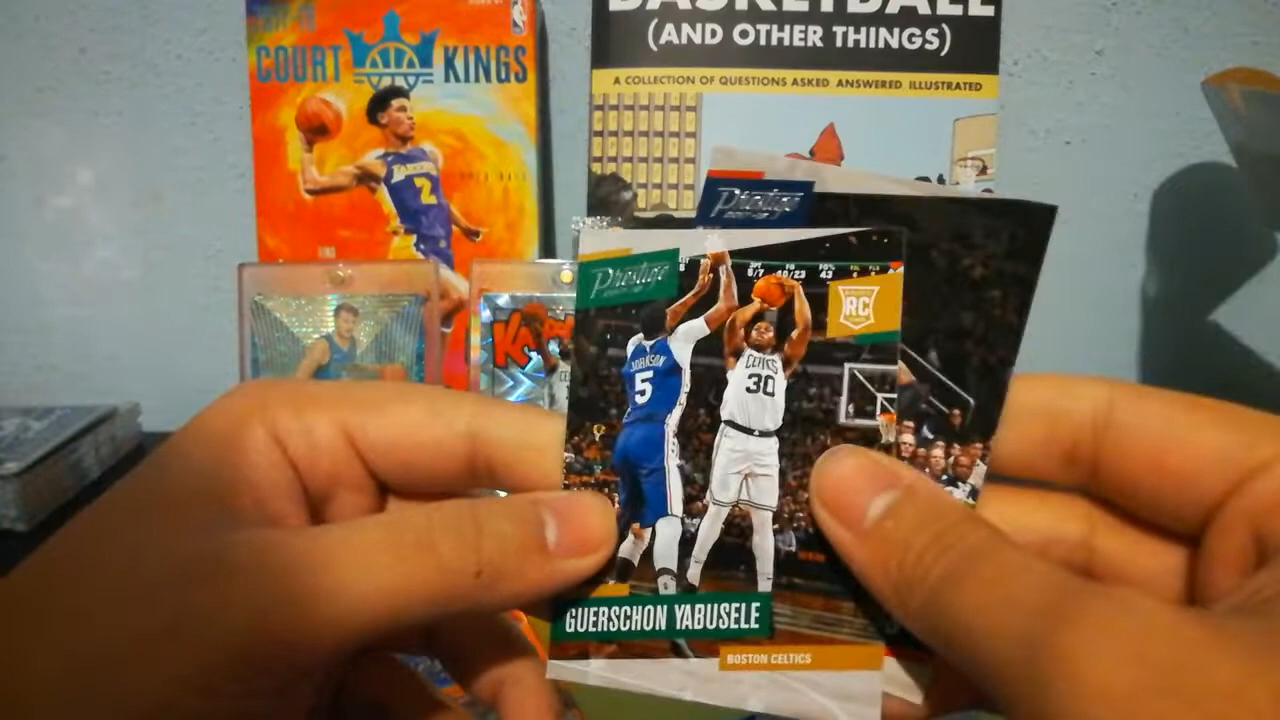 COURT KINGS
LAKERS
2
BASKETBALL
(AND OTHER THINGS)
A COLLECTION OF QUESTIONS ASKED ANSWERED ILLUSTRATED
Prestige
Prestige
RC
JOHNSON
5
CELTICS
30
GUERSCHON YABUSELE
BOSTON CELTICS